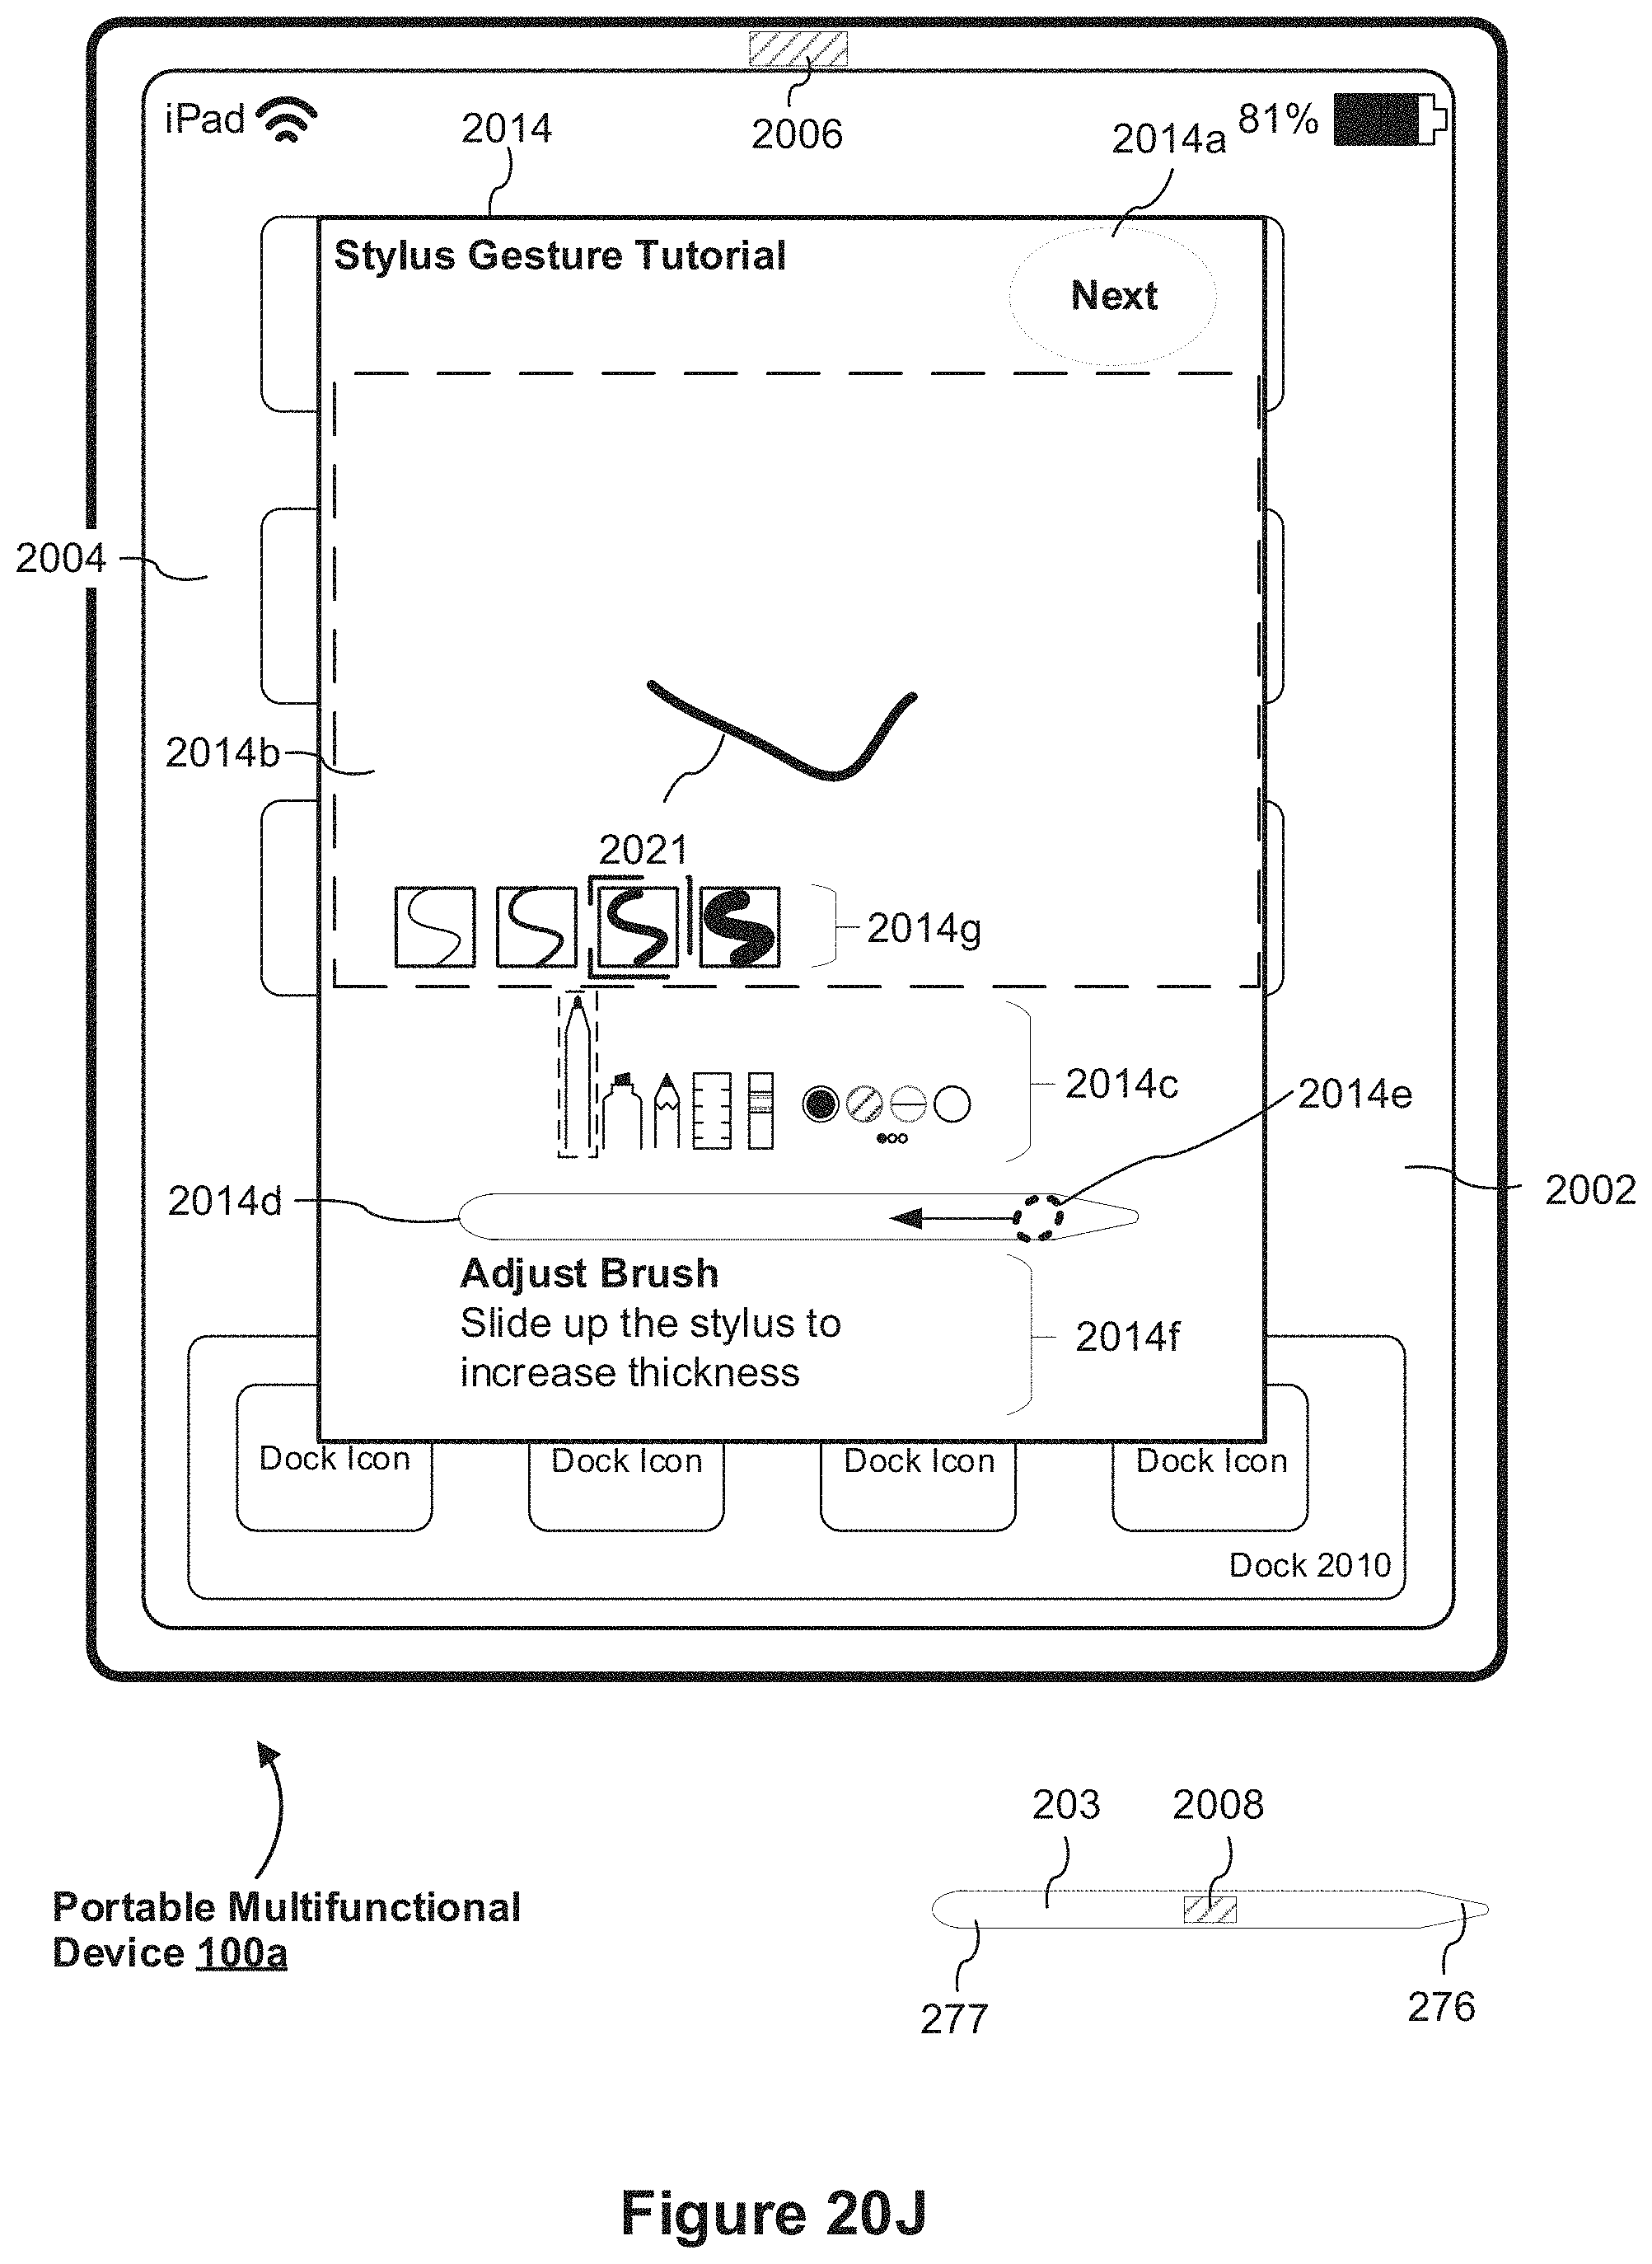 iPad
2006
81%
2014
2014a
Stylus Gesture Tutorial
Next
2004
2014b
2021
2014g
2014c
2014e
2014d
2002
Adjust Brush
Slide up the stylus to
increase thickness
2014f
Dock Icon
Dock Icon
Dock Icon
Dock Icon
Dock 2010
203
2008
Portable Multifunctional
Device 100a
277
276
Figure 20J